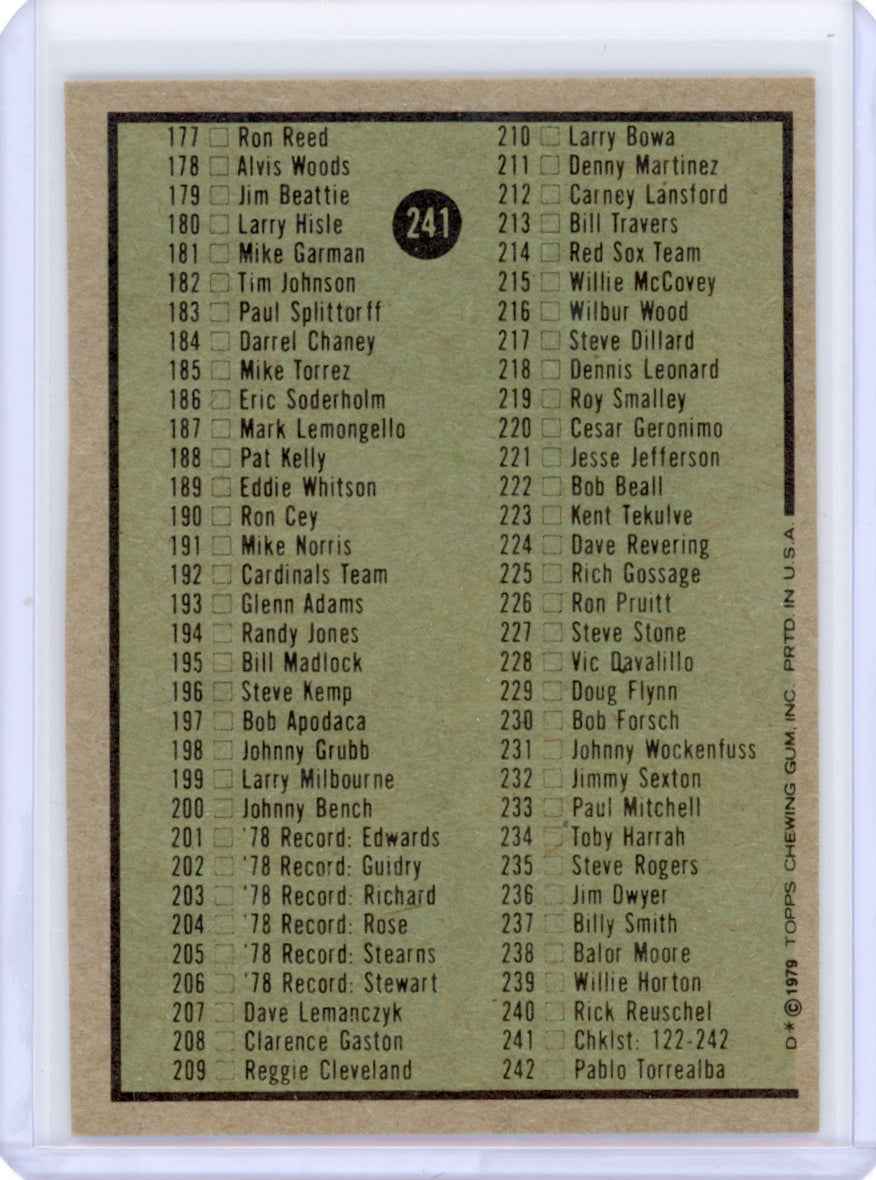 177 Ron Reed
178 Alvis Woods
179 Jim Beattie
180 Larry Hisle
181 Mike Garman
182 Tim Johnson
183 Paul Splittorff
184 Darrel Chaney
185 Mike Torrez
186 Eric Soderholm
187 Mark Lemongello
188 Pat Kelly
189 Eddie Whitson
190 Ron Cey
191 Mike Norris
192 Cardinals Team
193 Glenn Adams
194 Randy Jones
195 Bill Madlock
196 Steve Kemp
197 Bob Apodaca
198 Johnny Grubb
199 Larry Milbourne
200 Johnny Bench
201 '78 Record: Edwards
202 '78 Record: Guidry
203 '78 Record: Richard
204 '78 Record: Rose
205 '78 Record: Stearns
206 '78 Record: Stewart
207 Dave Lemanczyk
208 Clarence Gaston
209 Reggie Cleveland
241
210 Larry Bowa
211 Denny Martinez
212 Carney Lansford
213 Bill Travers
214 Red Sox Team
215 Willie McCovey
216 Wilbur Wood
217 Steve Dillard
218 Dennis Leonard
219 Roy Smalley
220 Cesar Geronimo
221 Jesse Jefferson
222 Bob Beall
223 Kent Tekulve
224 Dave Revering
225 Rich Gossage
226 Ron Pruitt
227 Steve Stone
228 Vic Davalillo
229 Doug Flynn
230 Bob Forsch
231 Johnny Wockenfuss
232 Jimmy Sexton
233 Paul Mitchell
234 Toby Harrah
235 Steve Rogers
236 Jim Dwyer
237 Billy Smith
238 Balor Moore
239 Willie Horton
240 Rick Reuschel
241 Chklst: 122-242
242 Pablo Torrealba
D*©1979 TOPPS CHEWING GUM, INC. PRTD. IN U.S.A.